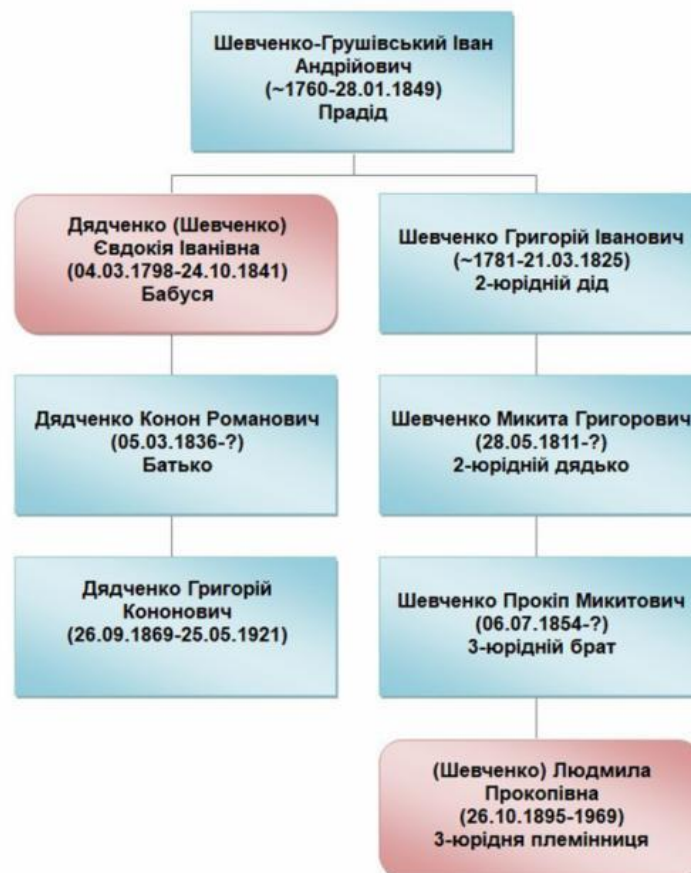 Шевченко-Грушівський Іван
Андрійович
(~1760-28.01.1849)
Прадід
Дядченко (Шевченко)
Євдокія Іванівна
(04.03.1798-24.10.1841)
Бабуся
Шевченко Григорій Іванович
(~1781-21.03.1825)
2-юрідній дід
Дядченко Конон Романович
(05.03.1836-?)
Батько
Шевченко Микита Григорович
(28.05.1811-?)
2-юрідній дядько
Дядченко Григорій
Кононович
(26.09.1869-25.05.1921)
Шевченко Прокіп Микитович
(06.07.1854-?)
3-юрідній брат
(Шевченко) Людмила
Прокопівна
(26.10.1895-1969)
3-юрідня племінниця